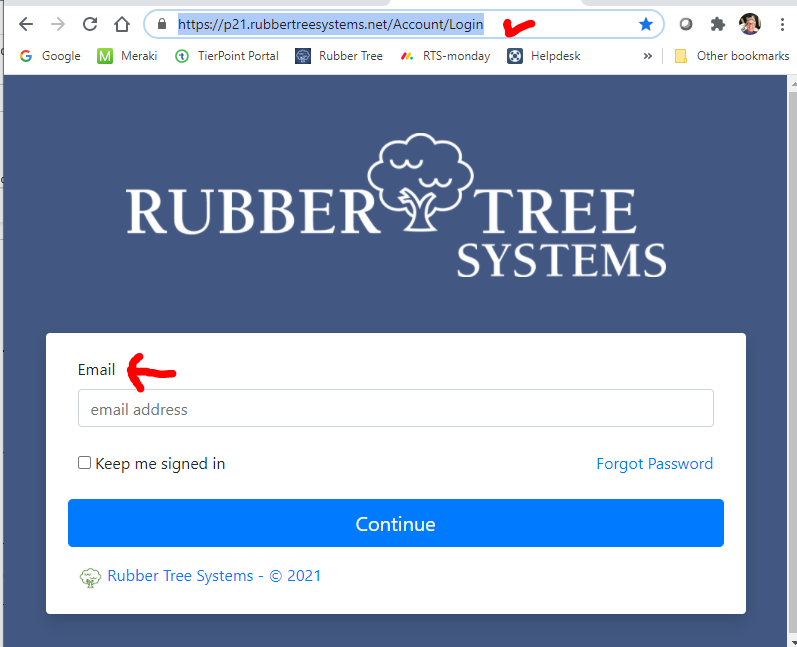 https://p21.rubbertreesystems.net/Account/Login
Google Meraki TierPoint Portal Rubber Tree RTS-monday Helpdesk » Other bookmarks
RUBBER TREE
SYSTEMS
Email
email address
Keep me signed in Forgot Password
Continue
Rubber Tree Systems - © 2021